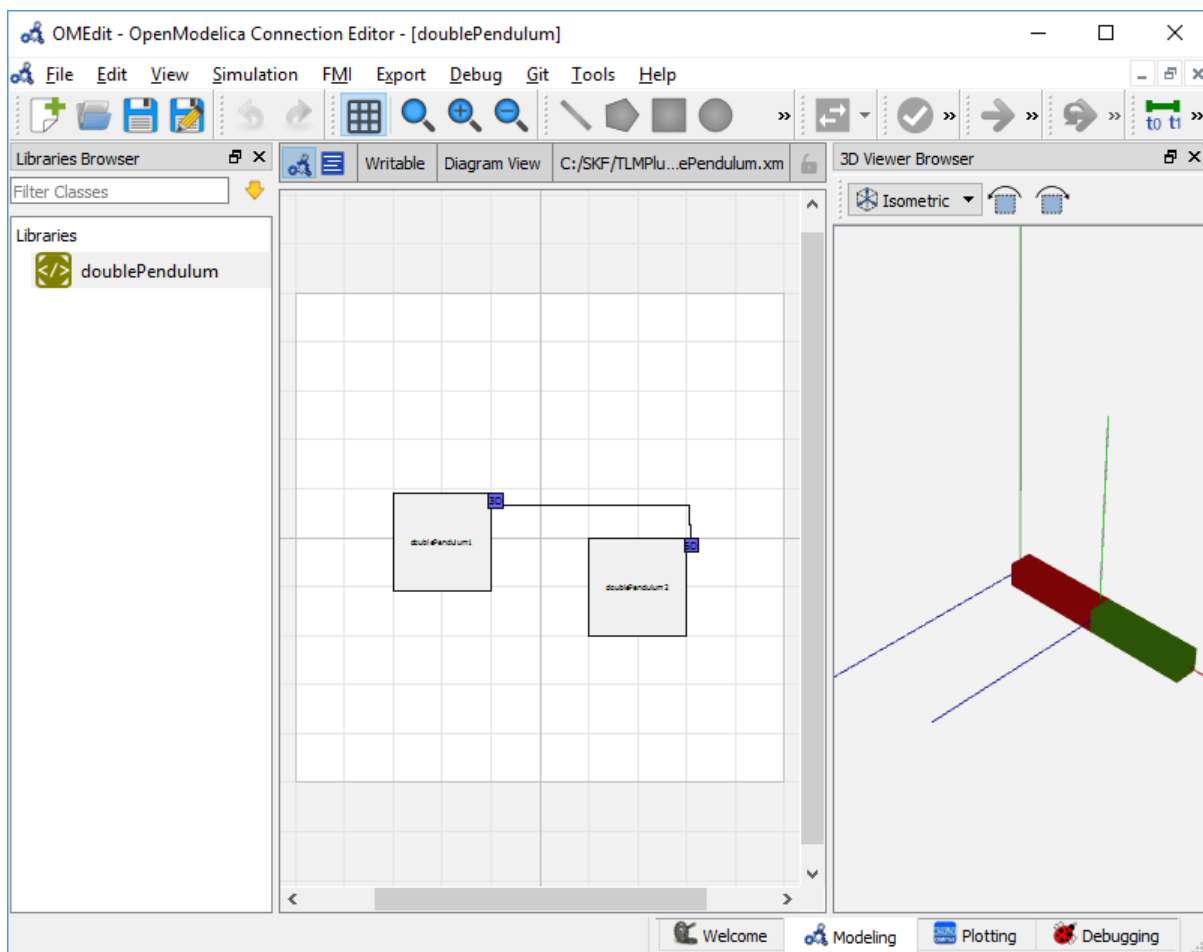 OMEdit - OpenModelica Connection Editor - [doublePendulum]
File Edit View Simulation FMI Export Debug Git Tools Help
» » » » t0 t1 »
Libraries Browser
Filter Classes
Libraries
</> doublePendulum
Writable Diagram View C:/SKF/TLMPlu...ePendulum.xm
3D
doublePendulum1
3D
doublePendulum2
3D Viewer Browser
Isometric
Welcome Modeling Plotting Debugging